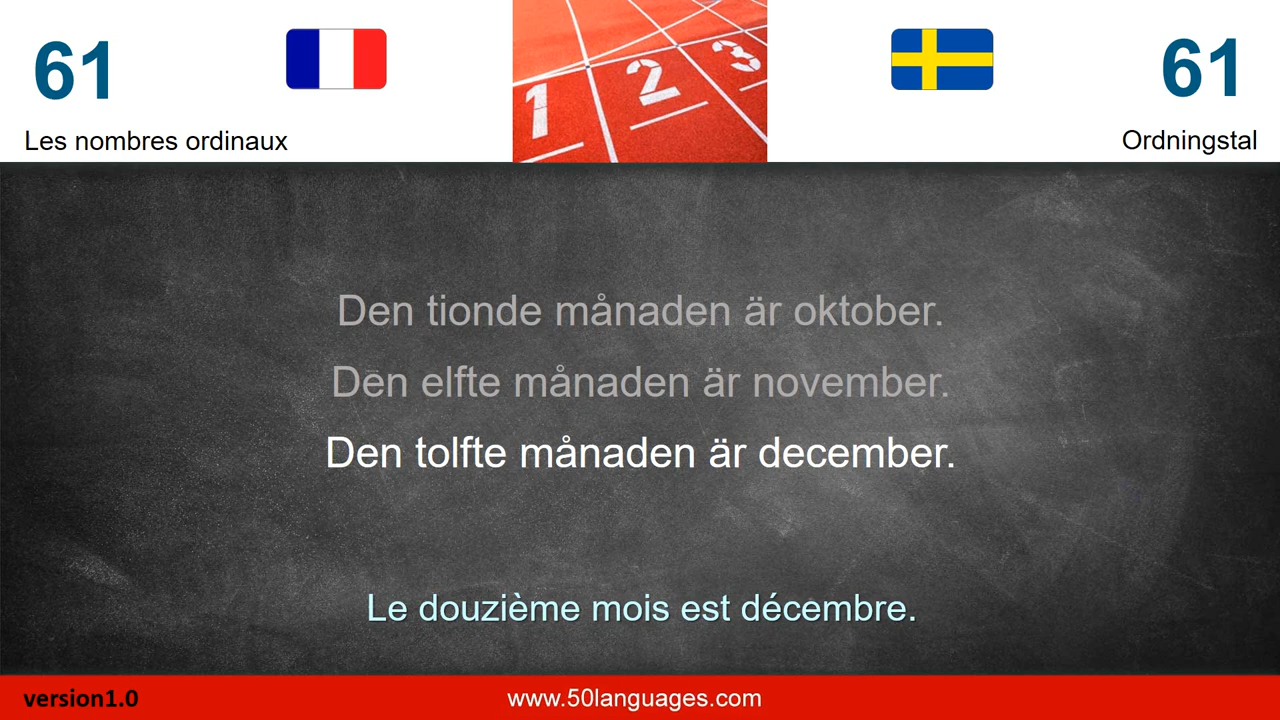 61
61
Les nombres ordinaux
Ordningstal
1 2 3
Den tionde månaden är oktober.
Den elfte månaden är november.
Den tolfte månaden är december.
Le douzième mois est décembre.
version1.0
www.50languages.com